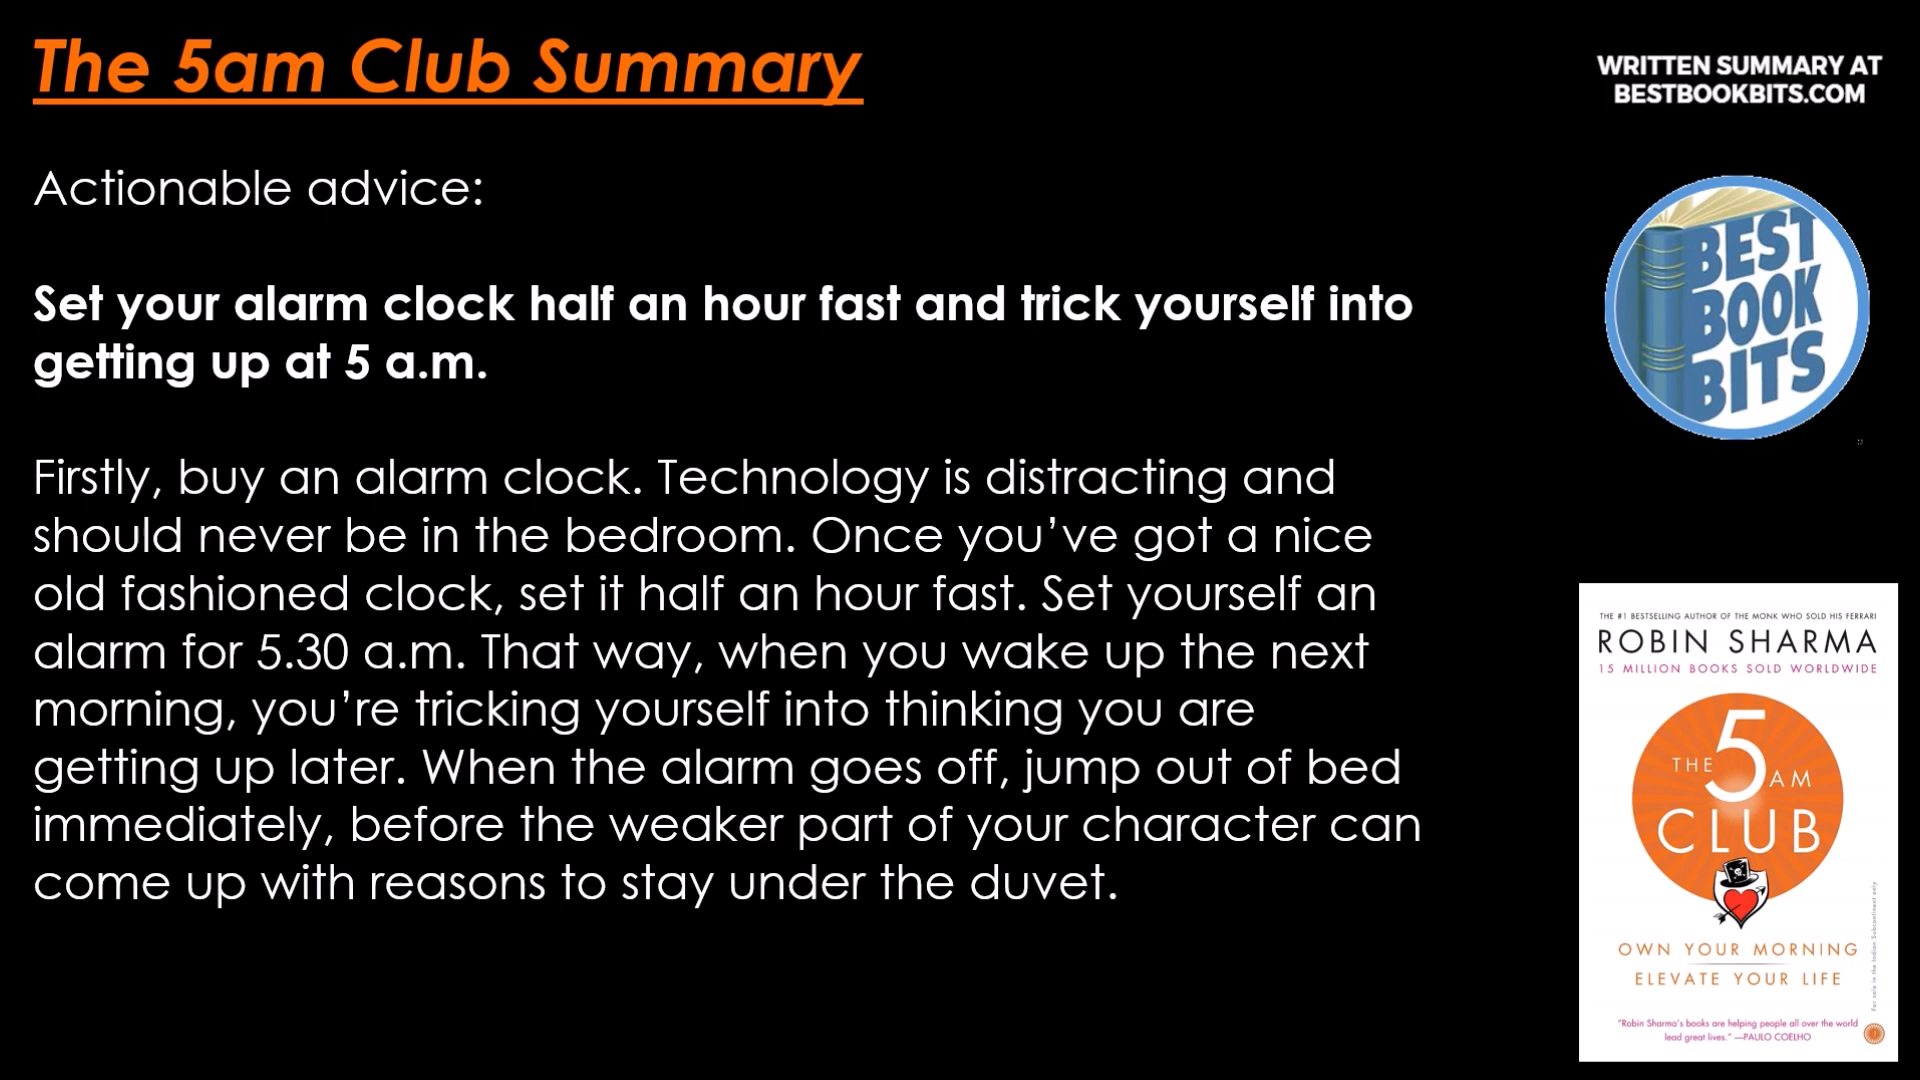 The 5am Club Summary
WRITTEN SUMMARY AT
BESTBOOKBITS.COM
Actionable advice:
Set your alarm clock half an hour fast and trick yourself into
getting up at 5 a.m.
Firstly, buy an alarm clock. Technology is distracting and
should never be in the bedroom. Once you’ve got a nice
old fashioned clock, set it half an hour fast. Set yourself an
alarm for 5.30 a.m. That way, when you wake up the next
morning, you’re tricking yourself into thinking you are
getting up later. When the alarm goes off, jump out of bed
immediately, before the weaker part of your character can
come up with reasons to stay under the duvet.
BEST
BOOK
BITS
THE #1 BESTSELLING AUTHOR OF THE MONK WHO SOLD HIS FERRARI
ROBIN SHARMA
15 MILLION BOOKS SOLD WORLDWIDE
THE 5 AM
CLUB
OWN YOUR MORNING
ELEVATE YOUR LIFE
For sale in the Indian Subcontinent only
"Robin Sharma's books are helping people all over the world
lead great lives." —PAULO COELHO